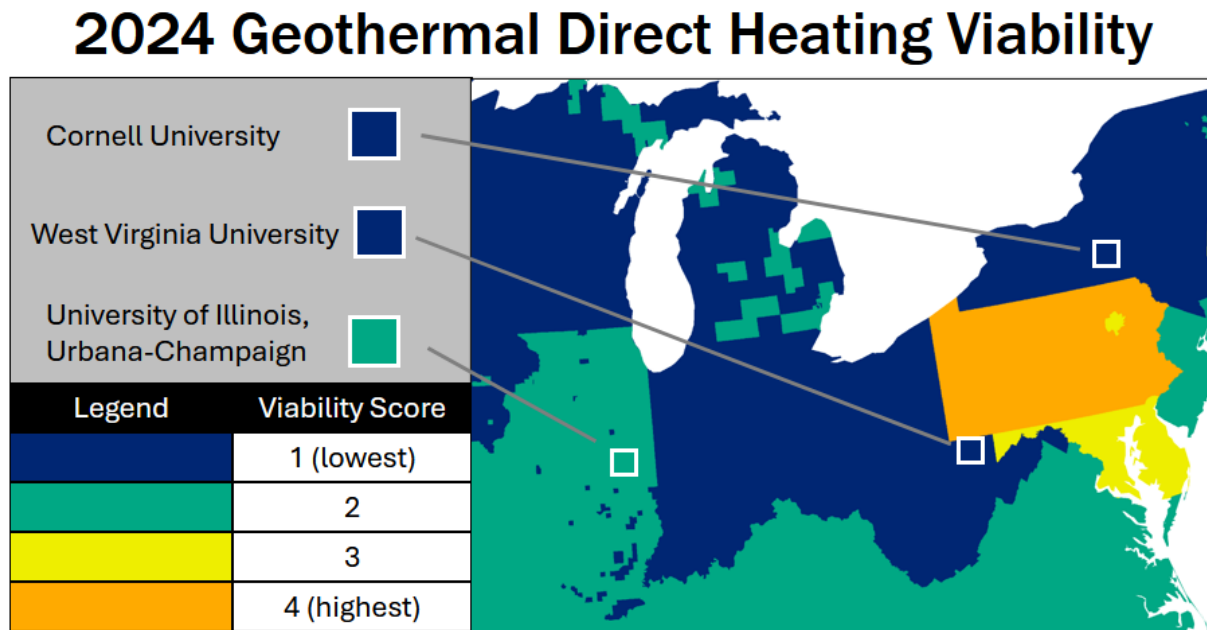 2024 Geothermal Direct Heating Viability
Cornell University
West Virginia University
University of Illinois,
Urbana-Champaign
Legend Viability Score
1 (lowest)
2
3
4 (highest)